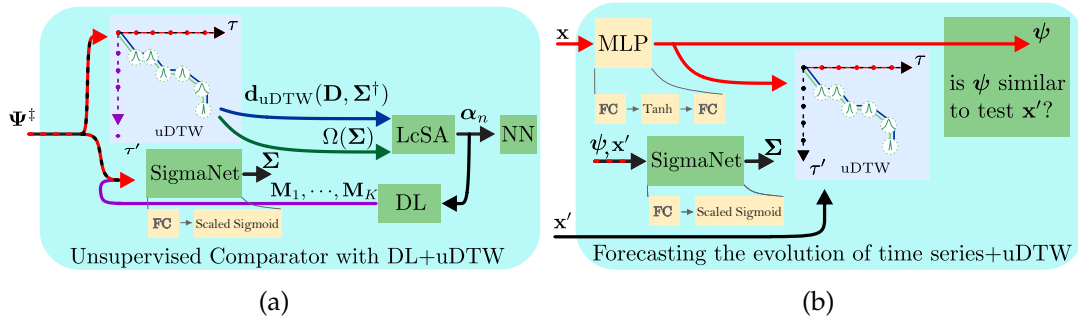 τ
Ψ‡
τ′
uDTW
d_uDTW(D, Σ†)
Ω(Σ)
LcSA
α_n
NN
SigmaNet
Σ
M₁, ⋯, M_K
DL
FC
Scaled Sigmoid
Unsupervised Comparator with DL+uDTW
(a)
x
MLP
ψ
FC
Tanh
FC
τ
τ′
uDTW
is ψ similar
to test x′?
ψ, x′
SigmaNet
Σ
FC
Scaled Sigmoid
x′
Forecasting the evolution of time series+uDTW
(b)